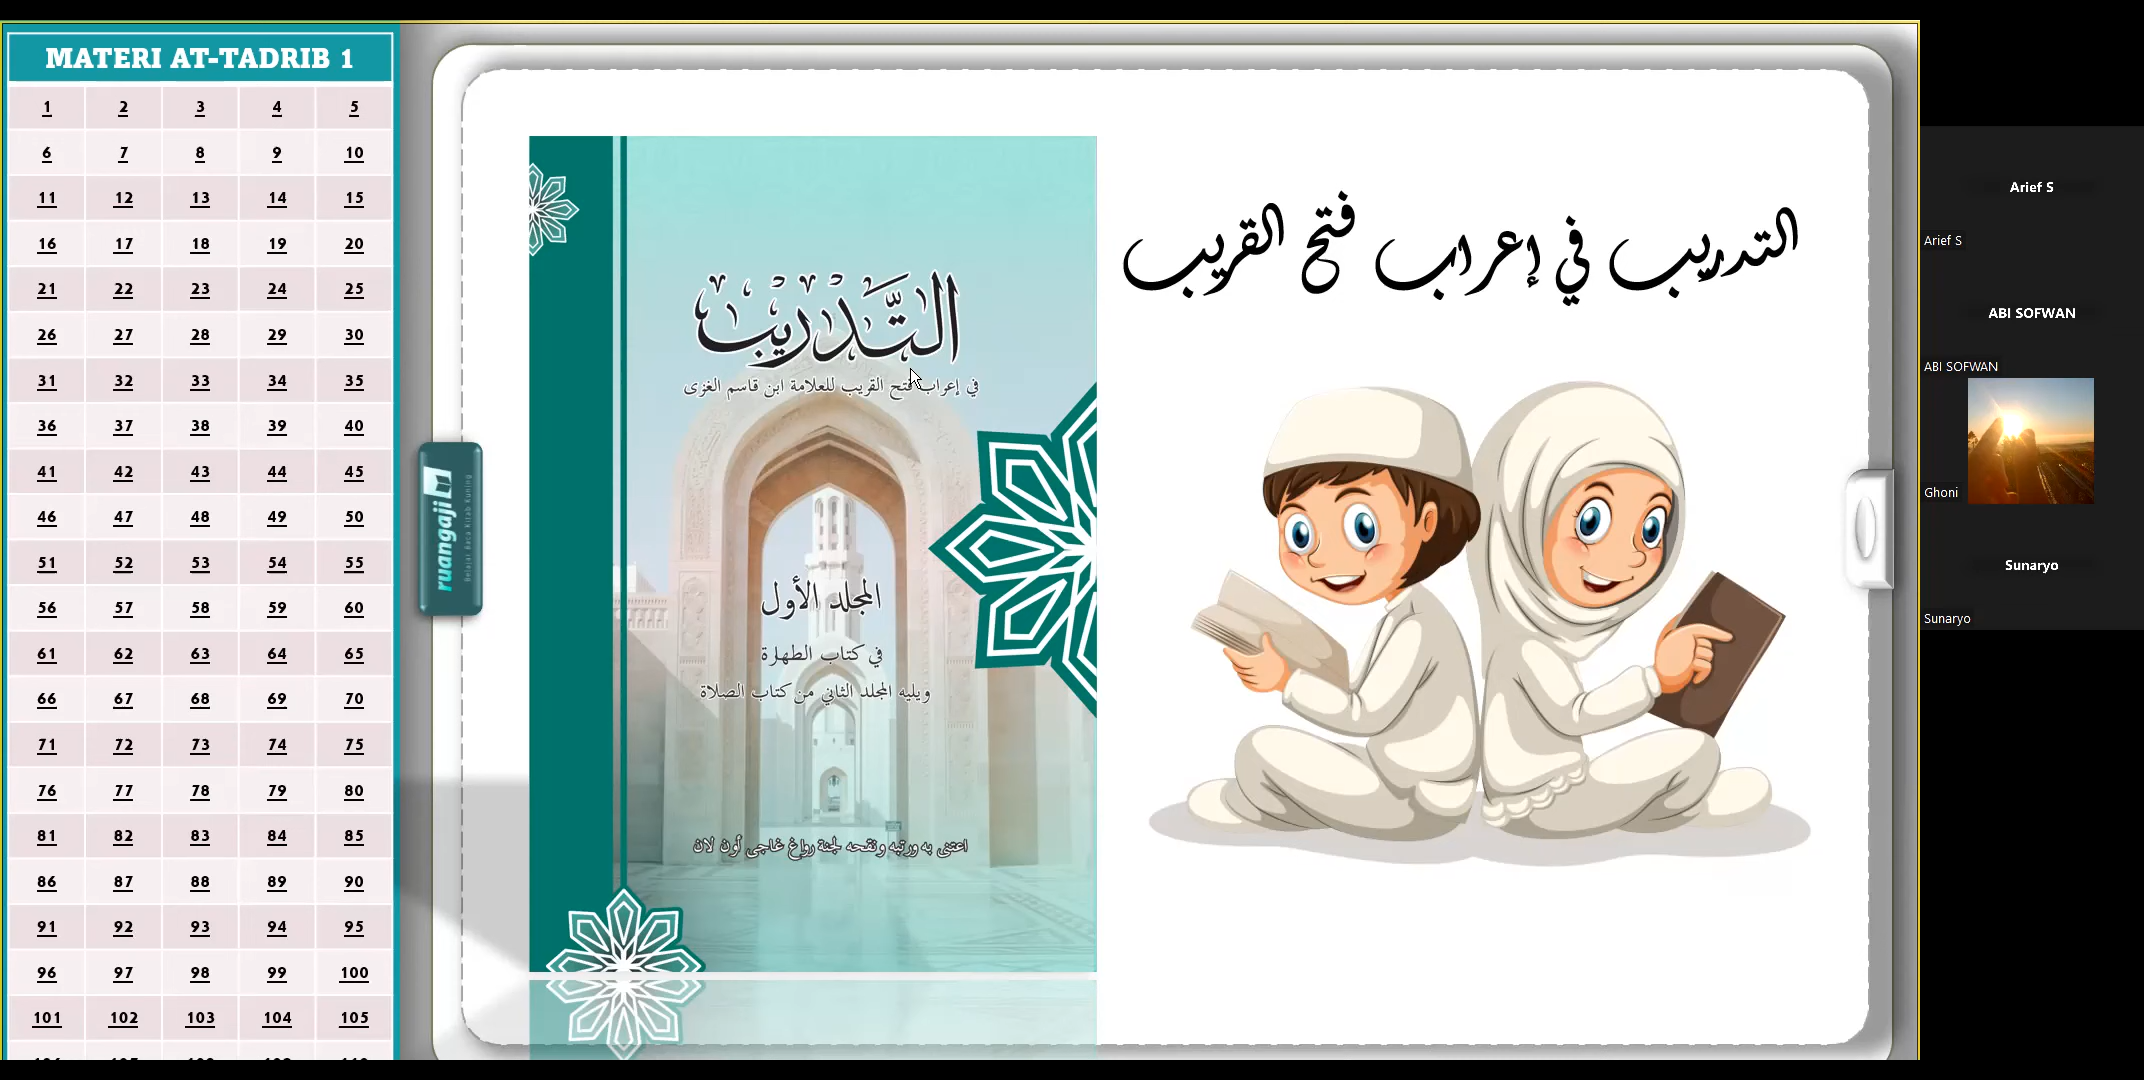 MATERI AT-TADRIB 1
1 2 3 4 5
6 7 8 9 10
11 12 13 14 15
16 17 18 19 20
21 22 23 24 25
26 27 28 29 30
31 32 33 34 35
36 37 38 39 40
41 42 43 44 45
46 47 48 49 50
51 52 53 54 55
56 57 58 59 60
61 62 63 64 65
66 67 68 69 70
71 72 73 74 75
76 77 78 79 80
81 82 83 84 85
86 87 88 89 90
91 92 93 94 95
96 97 98 99 100
101 102 103 104 105
ruangaji
Belajar Baca Kitab Kuning
التَّدْرِيْب
في إعراب فتح القريب للعلامة ابن قاسم الغزى
المجلد الأول
في كتاب الطهارة
ويليه المجلد الثاني من كتاب الصلاة
اعتنى به ورتبه ونقحه لجنة رواغ غاجى أون لان
التدريب في إعراب فتح القريب
Arief S
Arief S
ABI SOFWAN
ABI SOFWAN
Ghoni
Sunaryo
Sunaryo